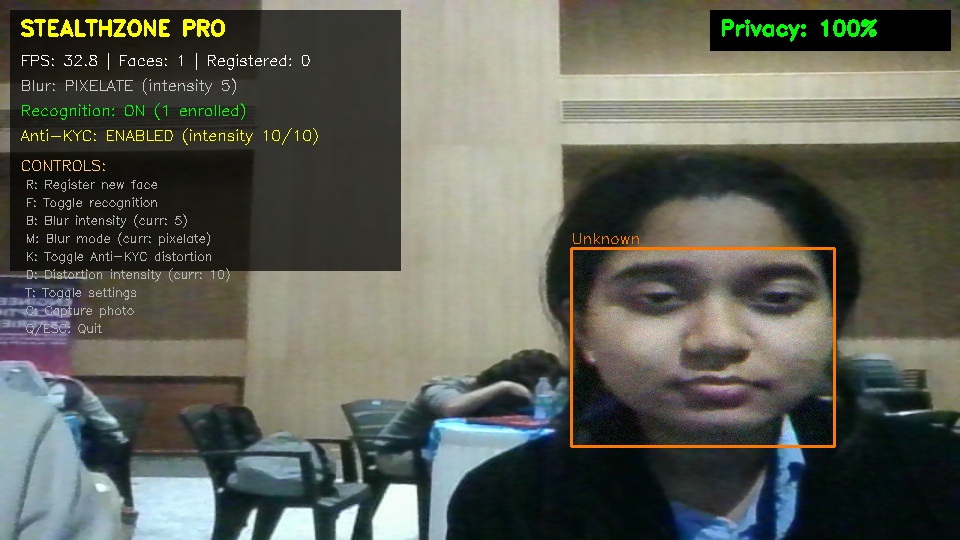 STEALTHZONE PRO
Privacy: 100%
FPS: 32.8 | Faces: 1 | Registered: 0
Blur: PIXELATE (intensity 5)
Recognition: ON (1 enrolled)
Anti-KYC: ENABLED (intensity 10/10)
CONTROLS:
R: Register new face
F: Toggle recognition
B: Blur intensity (curr: 5)
M: Blur mode (curr: pixelate)
K: Toggle Anti-KYC distortion
D: Distortion intensity (curr: 10)
T: Toggle settings
C: Capture photo
Q/ESC: Quit
Unknown